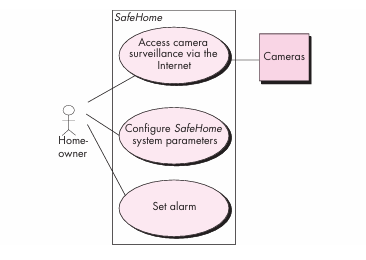 SafeHome
Access camera
surveillance via the
Internet
Cameras
Configure SafeHome
system parameters
Home-
owner
Set alarm